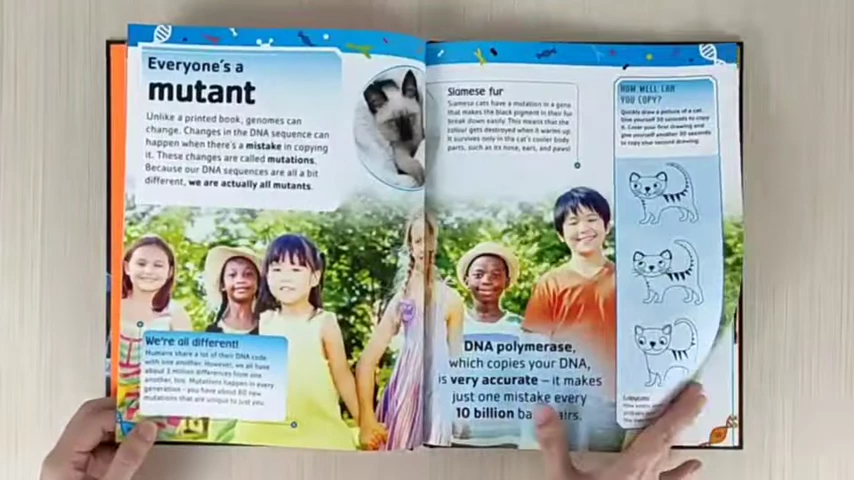 Everyone's a
mutant
Unlike a printed book, genomes can
change. Changes in the DNA sequence can
happen when there's a mistake in copying
it. These changes are called mutations.
Because our DNA sequences are all a bit
different, we are actually all mutants.
We're all different!
Humans share a lot of their DNA code
with one another. However, we all have
about 3 million differences from one
another, too. Mutations happen in every
generation – you have about 60 new
mutations that are unique to just you.
Siamese fur
Siamese cats have a mutation in a gene
that makes the black pigment in their fur
break down easily. This means that the
colour gets destroyed when it warms up.
It survives only in the cat's cooler body
parts, such as its nose, ears, and paws!
DNA polymerase,
which copies your DNA,
is very accurate – it makes
just one mistake every
10 billion
HOW WELL CAN
YOU COPY?
Quickly draw a picture of a cat.
Give yourself 30 seconds to copy
it. Cover your first drawing and
give yourself another 30 seconds
to copy your second drawing.